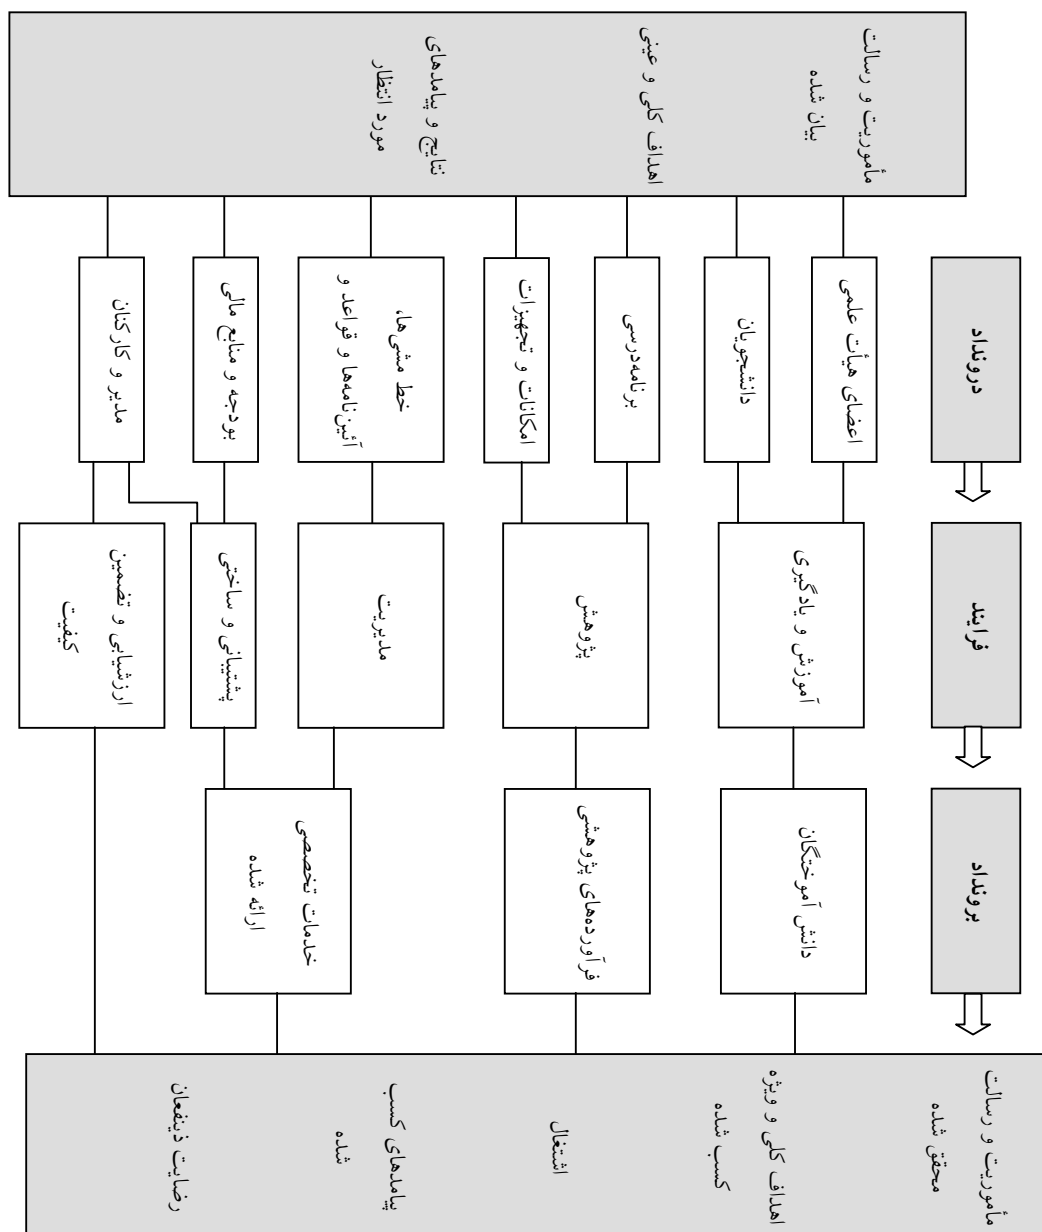 مأموریت و رسالت
بیان شده
اهداف کلی و عینی
نتایج و پیامدهای
مورد انتظار
درونداد
اعضای هیأت علمی
دانشجویان
برنامه‌درسی
امکانات و تجهیزات
خط مشی‌ها،
آئین‌نامه‌ها و قواعد و
بودجه و منابع مالی
مدیر و کارکنان
فرایند
آموزش و یادگیری
پژوهش
مدیریت
پشتیبانی و ساختی
ارزشیابی و تضمین
کیفیت
برونداد
دانش آموختگان
فرآورده‌های پژوهشی
خدمات تخصصی
ارائه شده
مأموریت و رسالت
محقق شده
اهداف کلی و ویژه
کسب شده
اشتغال
پیامدهای کسب
شده
رضایت ذینفعان